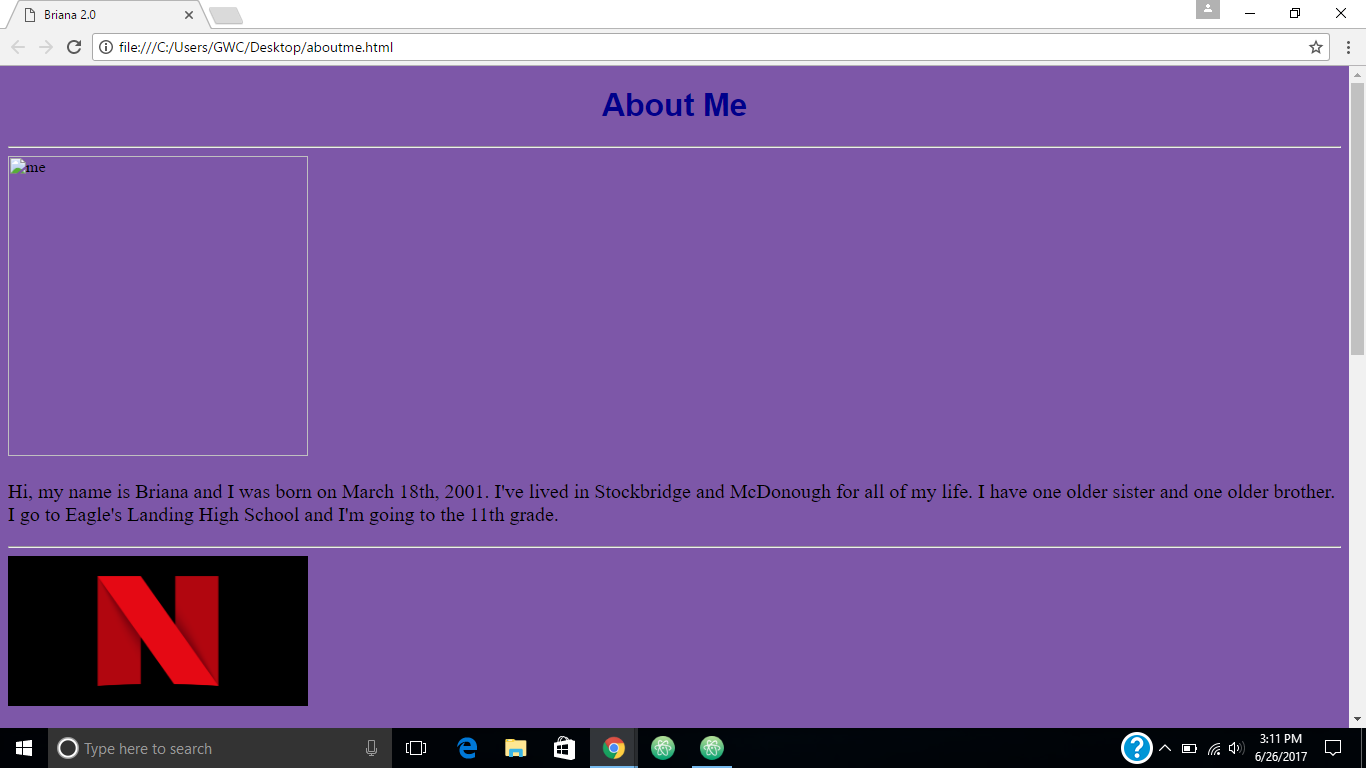 Briana 2.0
file:///C:/Users/GWC/Desktop/aboutme.html
About Me
me
Hi, my name is Briana and I was born on March 18th, 2001. I've lived in Stockbridge and McDonough for all of my life. I have one older sister and one older brother.
I go to Eagle's Landing High School and I'm going to the 11th grade.
N
Type here to search
3:11 PM
6/26/2017